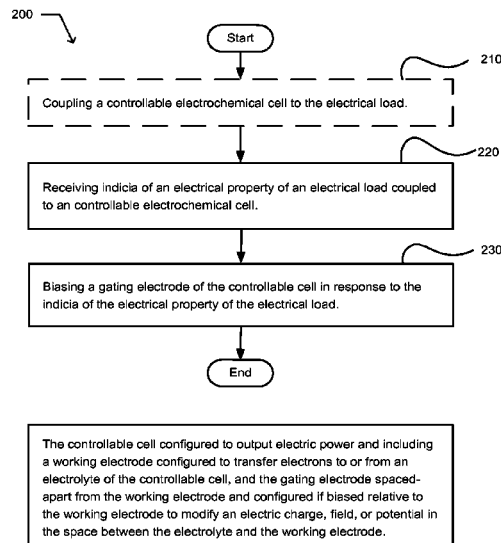 200
Start
210
Coupling a controllable electrochemical cell to the electrical load.
220
Receiving indicia of an electrical property of an electrical load coupled
to an controllable electrochemical cell.
230
Biasing a gating electrode of the controllable cell in response to the
indicia of the electrical property of the electrical load.
End
The controllable cell configured to output electric power and including
a working electrode configured to transfer electrons to or from an
electrolyte of the controllable cell, and the gating electrode spaced-
apart from the working electrode and configured if biased relative to
the working electrode to modify an electric charge, field, or potential in
the space between the electrolyte and the working electrode.